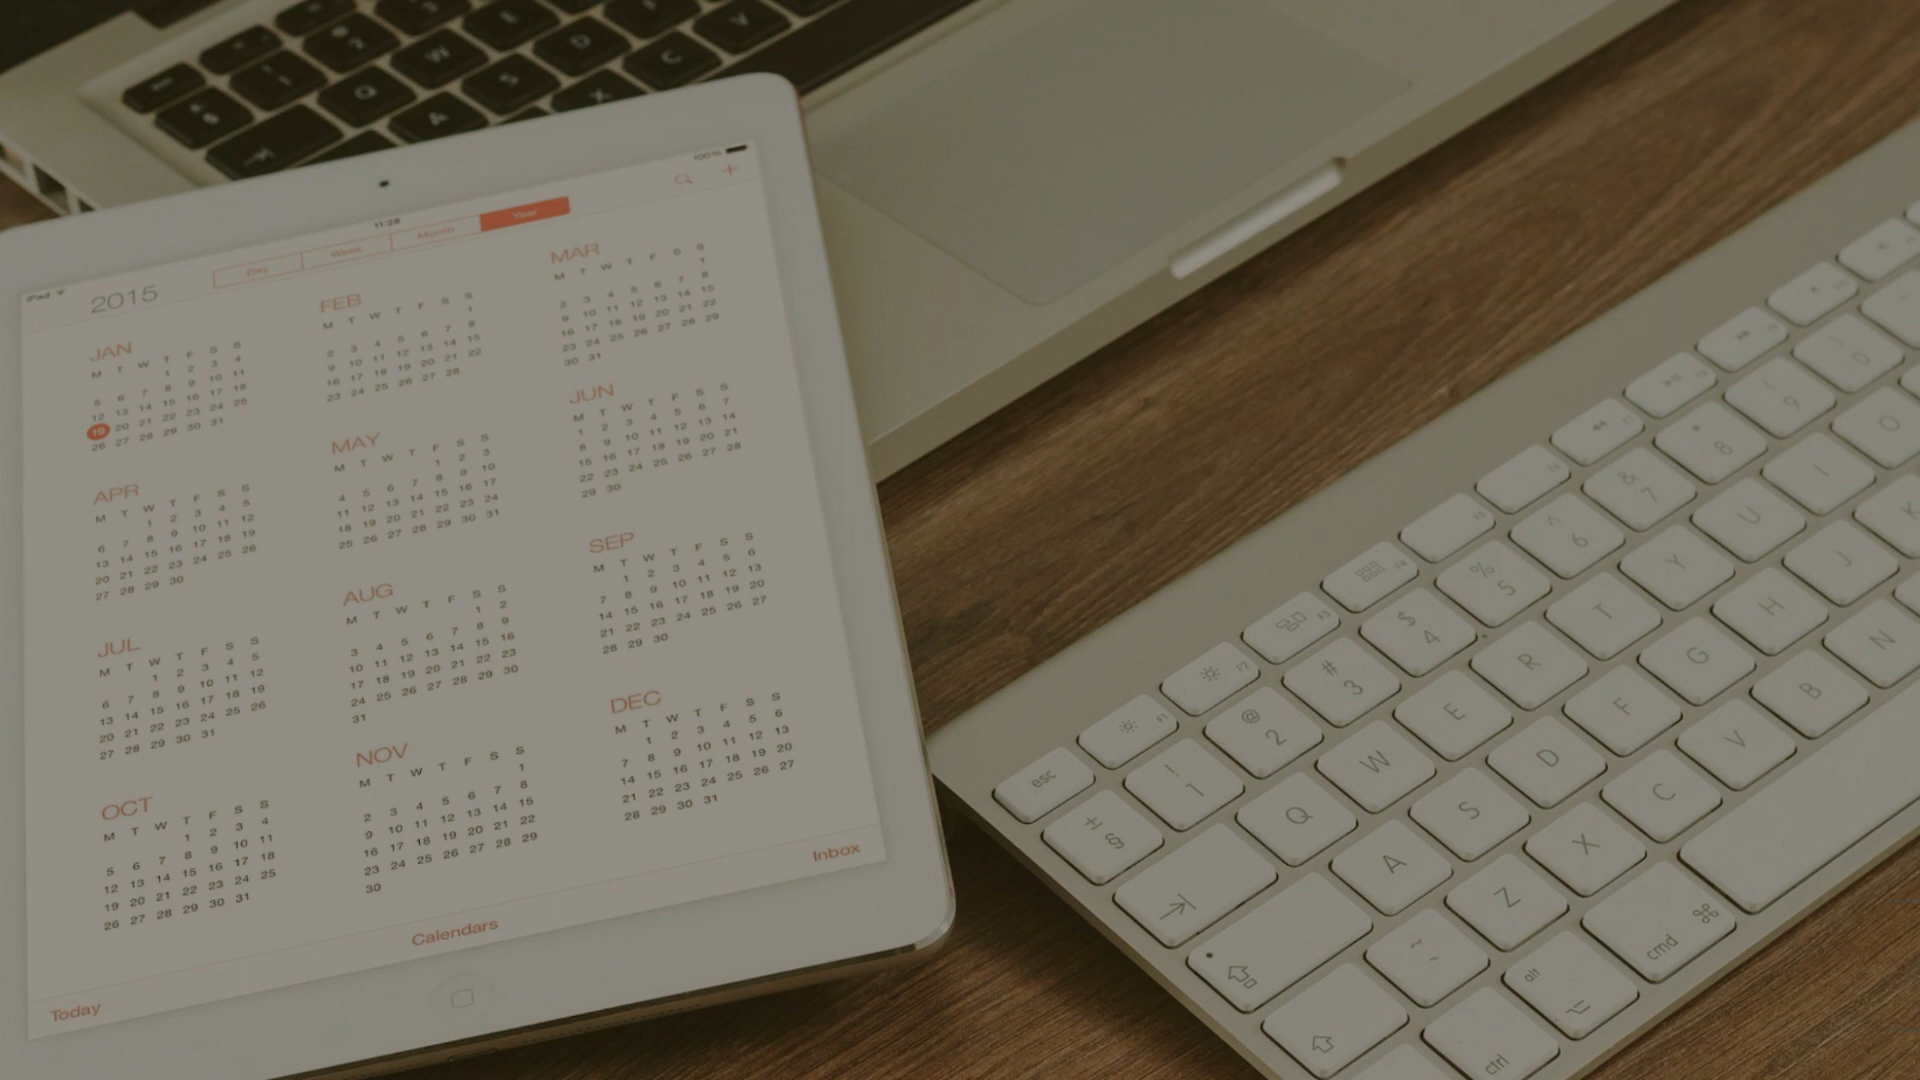 iPad 11:28 100%
Day Week Month Year
2015
JAN
M T W T F S S
1 2 3 4
5 6 7 8 9 10 11
12 13 14 15 16 17 18
19 20 21 22 23 24 25
26 27 28 29 30 31
FEB
M T W T F S S
1
2 3 4 5 6 7 8
9 10 11 12 13 14 15
16 17 18 19 20 21 22
23 24 25 26 27 28
MAR
M T W T F S S
1
2 3 4 5 6 7 8
9 10 11 12 13 14 15
16 17 18 19 20 21 22
23 24 25 26 27 28 29
30 31
APR
M T W T F S S
1 2 3 4 5
6 7 8 9 10 11 12
13 14 15 16 17 18 19
20 21 22 23 24 25 26
27 28 29 30
MAY
M T W T F S S
1 2 3
4 5 6 7 8 9 10
11 12 13 14 15 16 17
18 19 20 21 22 23 24
25 26 27 28 29 30 31
JUN
M T W T F S S
1 2 3 4 5 6 7
8 9 10 11 12 13 14
15 16 17 18 19 20 21
22 23 24 25 26 27 28
29 30
JUL
M T W T F S S
1 2 3 4 5
6 7 8 9 10 11 12
13 14 15 16 17 18 19
20 21 22 23 24 25 26
27 28 29 30 31
AUG
M T W T F S S
1 2
3 4 5 6 7 8 9
10 11 12 13 14 15 16
17 18 19 20 21 22 23
24 25 26 27 28 29 30
31
SEP
M T W T F S S
1 2 3 4 5 6
7 8 9 10 11 12 13
14 15 16 17 18 19 20
21 22 23 24 25 26 27
28 29 30
OCT
M T W T F S S
1 2 3 4
5 6 7 8 9 10 11
12 13 14 15 16 17 18
19 20 21 22 23 24 25
26 27 28 29 30 31
NOV
M T W T F S S
1
2 3 4 5 6 7 8
9 10 11 12 13 14 15
16 17 18 19 20 21 22
23 24 25 26 27 28 29
30
DEC
M T W T F S S
1 2 3 4 5 6
7 8 9 10 11 12 13
14 15 16 17 18 19 20
21 22 23 24 25 26 27
28 29 30 31
Today Calendars Inbox
2 W E D V
1 Q S C
A X
esc F1 F2 F3 F4
± § ! 1 @ 2 # 3 $ 4 % 5 ^ 6 & 7 * 8 ( 9 ) 0
Q W E R T Y U I O
A S D F G H J K
~ Z X C V B N
ctrl alt cmd